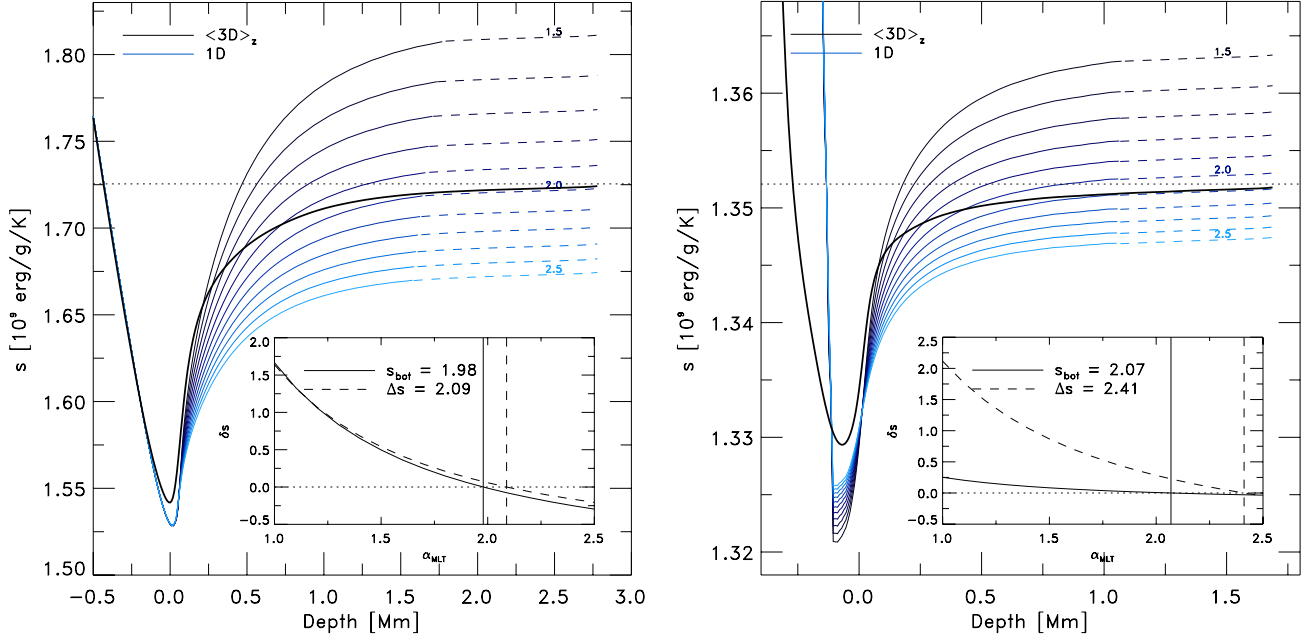 <3D>z
1D
1.5
2.0
2.5
1.80
1.75
1.70
1.65
1.60
1.55
1.50
s [10⁹ erg/g/K]
-0.5 0.0 0.5 1.0 1.5 2.0 2.5 3.0
Depth [Mm]
2.0
1.5
1.0
0.5
0.0
-0.5
δs
s_bot = 1.98
Δs = 2.09
1.0 1.5 2.0 2.5
α_MLT
<3D>z
1D
1.5
2.0
2.5
1.36
1.35
1.34
1.33
1.32
s [10⁹ erg/g/K]
0.0 0.5 1.0 1.5
Depth [Mm]
2.5
2.0
1.5
1.0
0.5
0.0
-0.5
δs
s_bot = 2.07
Δs = 2.41
1.0 1.5 2.0 2.5
α_MLT